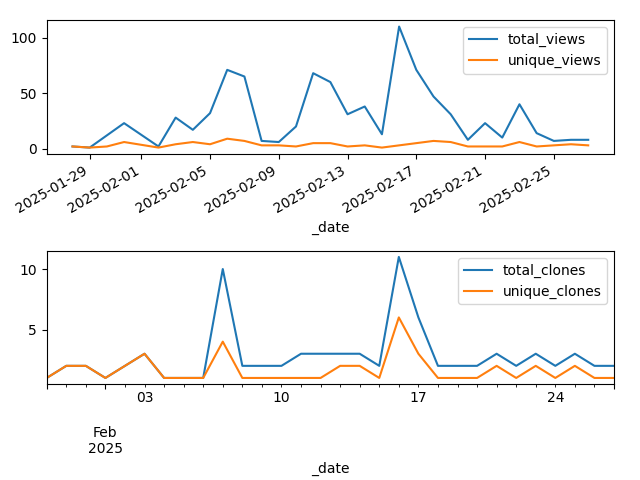 100
50
0
total_views
unique_views
2025-01-29
2025-02-01
2025-02-05
2025-02-09
2025-02-13
2025-02-17
2025-02-21
2025-02-25
_date
10
5
total_clones
unique_clones
03
10
17
24
Feb
2025
_date